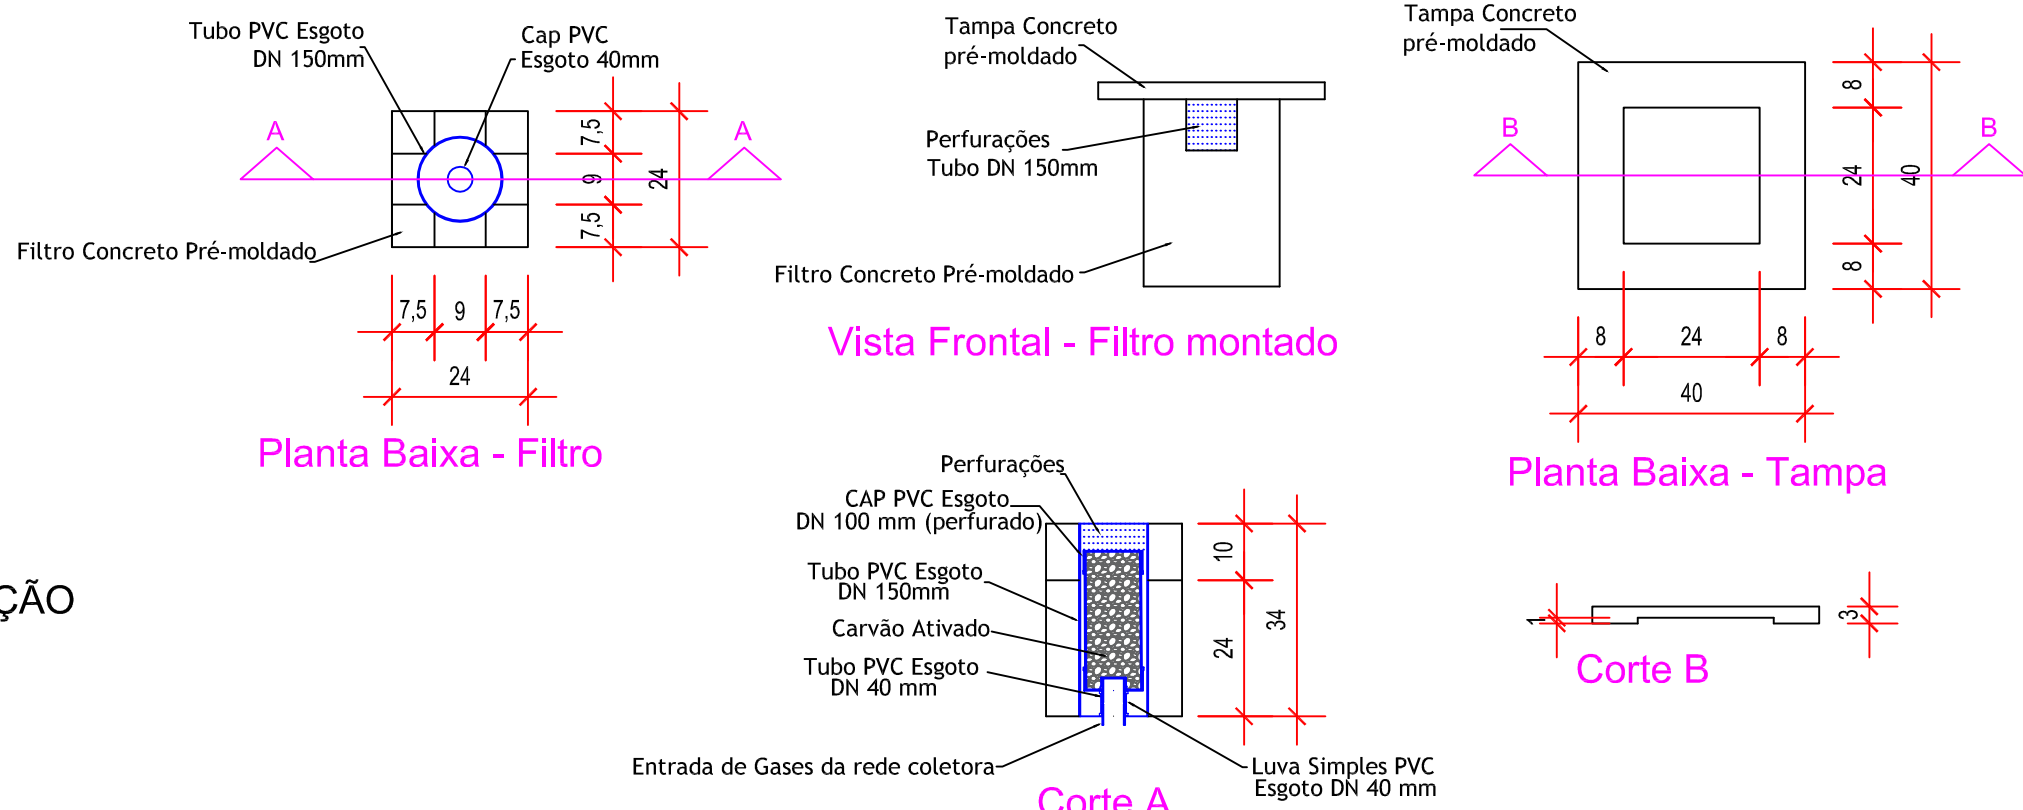 Tubo PVC Esgoto
DN 150mm
Cap PVC
Esgoto 40mm
A
A
Filtro Concreto Pré-moldado
7,5
9
7,5
24
7,5
9
7,5
24
Planta Baixa - Filtro
Tampa Concreto
pré-moldado
Perfurações
Tubo DN 150mm
Filtro Concreto Pré-moldado
Vista Frontal - Filtro montado
Tampa Concreto
pré-moldado
B
B
8
24
8
40
8
24
8
40
Planta Baixa - Tampa
ÇÃO
Perfurações
CAP PVC Esgoto
DN 100 mm (perfurado)
Tubo PVC Esgoto
DN 150mm
Carvão Ativado
Tubo PVC Esgoto
DN 40 mm
Entrada de Gases da rede coletora
Luva Simples PVC
Esgoto DN 40 mm
10
24
34
Corte A
1
3
Corte B